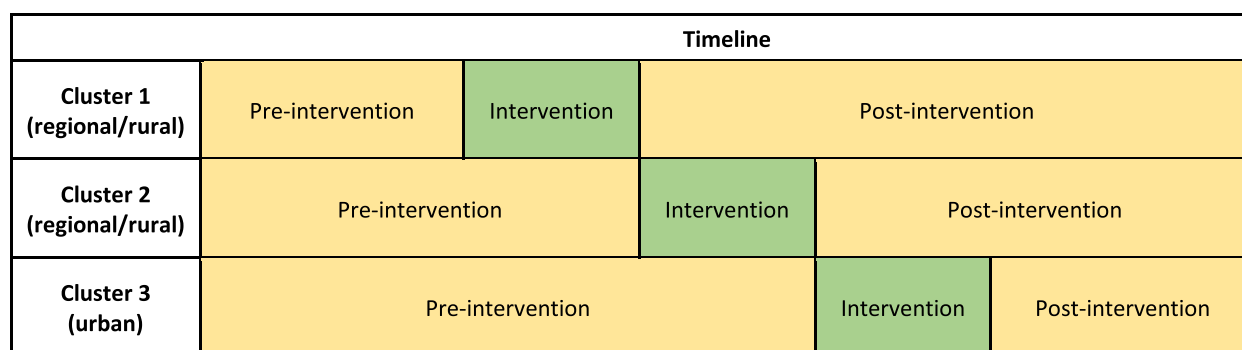 Timeline
Cluster 1
(regional/rural)
Pre-intervention
Intervention
Post-intervention
Cluster 2
(regional/rural)
Pre-intervention
Intervention
Post-intervention
Cluster 3
(urban)
Pre-intervention
Intervention
Post-intervention